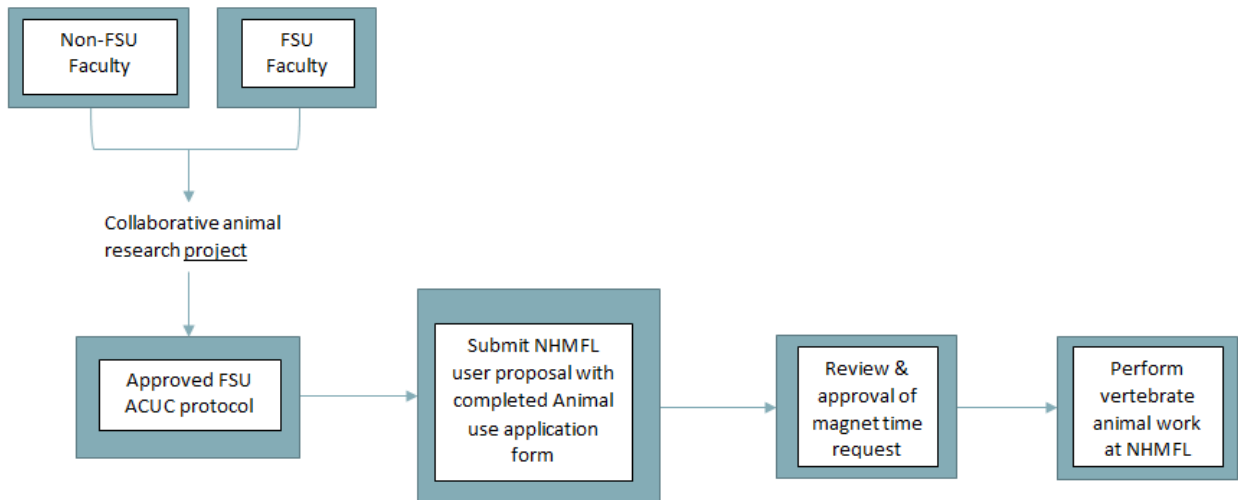 Non-FSU
Faculty
FSU
Faculty
Collaborative animal
research project
Approved FSU
ACUC protocol
Submit NHMFL
user proposal with
completed Animal
use application
form
Review &
approval of
magnet time
request
Perform
vertebrate
animal work
at NHMFL